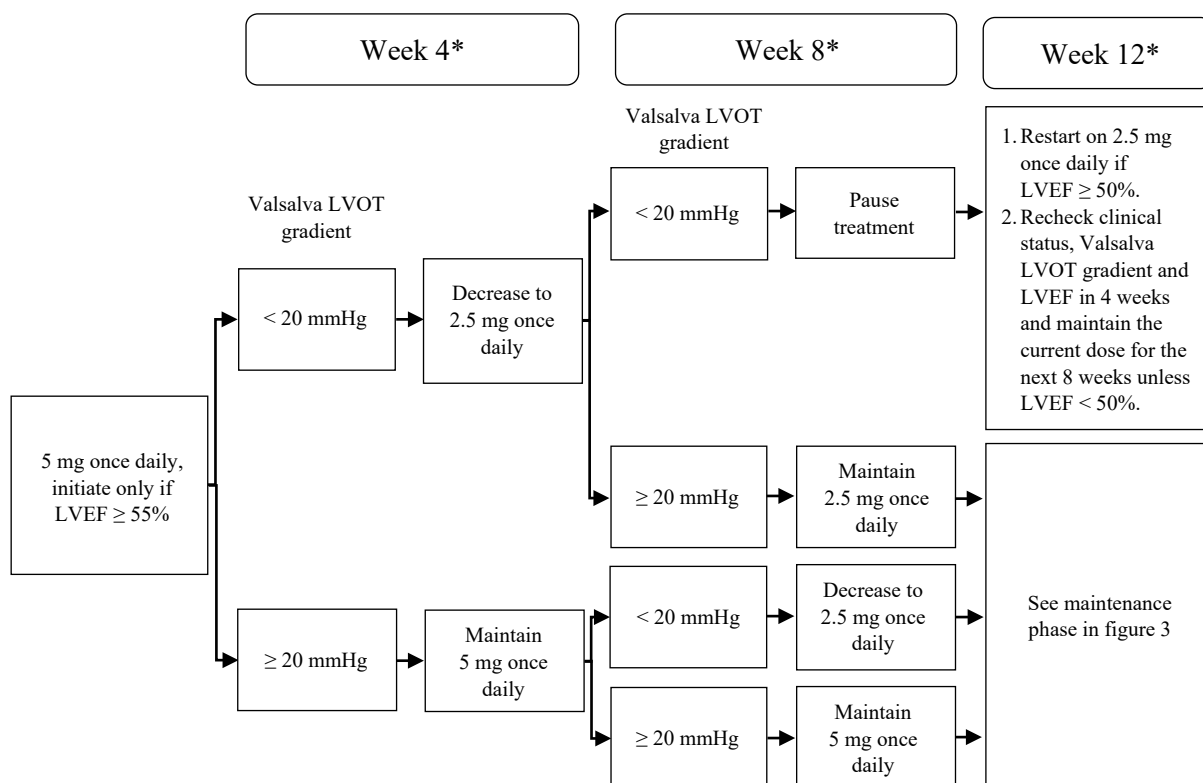 Week 4*
Week 8*
Week 12*
5 mg once daily,
initiate only if
LVEF ≥ 55%
Valsalva LVOT
gradient
< 20 mmHg
Decrease to
2.5 mg once
daily
≥ 20 mmHg
Maintain
5 mg once
daily
Valsalva LVOT
gradient
< 20 mmHg
Pause
treatment
≥ 20 mmHg
Maintain
2.5 mg once
daily
< 20 mmHg
Decrease to
2.5 mg once
daily
≥ 20 mmHg
Maintain
5 mg once
daily
1. Restart on 2.5 mg
once daily if
LVEF ≥ 50%.
2. Recheck clinical
status, Valsalva
LVOT gradient and
LVEF in 4 weeks
and maintain the
current dose for the
next 8 weeks unless
LVEF < 50%.
See maintenance
phase in figure 3